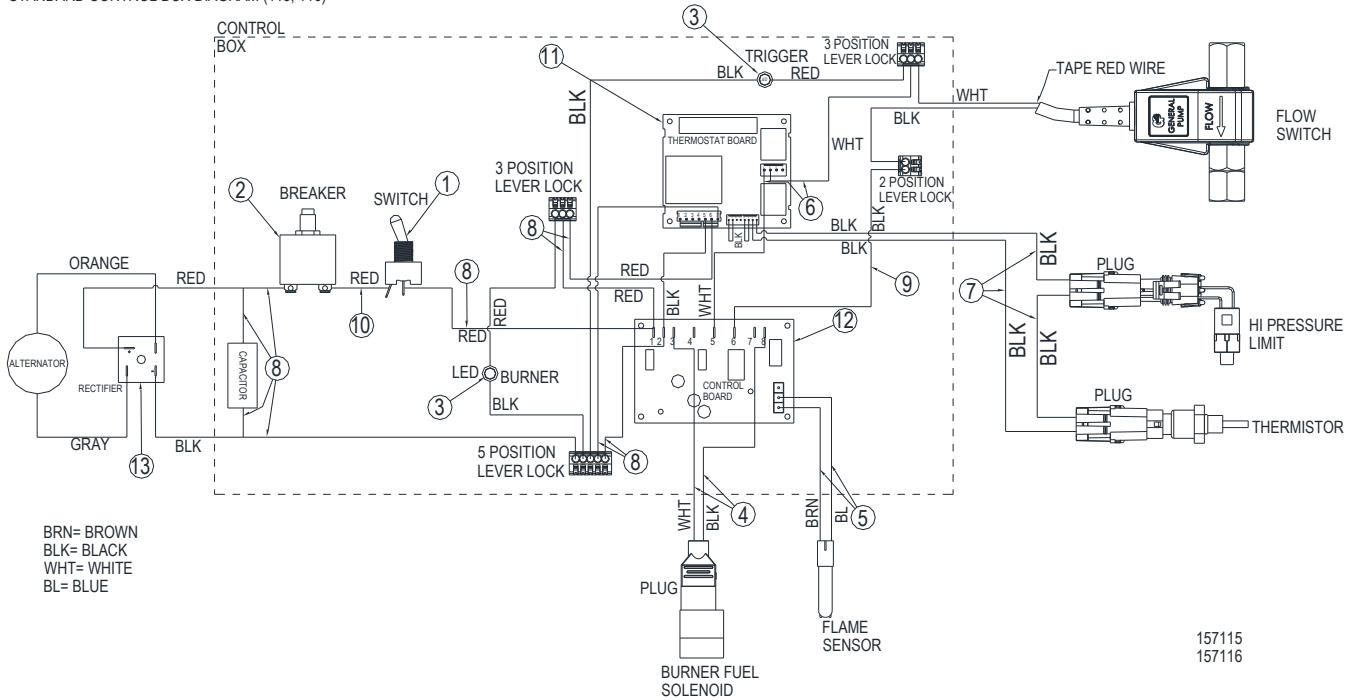 CONTROL
BOX
3
TRIGGER
BLK
RED
3 POSITION
LEVER LOCK
11
TAPE RED WIRE
WHT
BLK
GENERAL
PUMP
FLOW
FLOW
SWITCH
BLK
THERMOSTAT BOARD
WHT
2 POSITION
LEVER LOCK
6
3 POSITION
LEVER LOCK
8
2
BREAKER
SWITCH
1
BLK
BLK
BLK
BLK
BLK
ORANGE
RED
RED
8
RED
RED
RED
RED
BLK
WHT
9
7
PLUG
HI PRESSURE
LIMIT
10
12
1 2 3 4 5 6 7 8
CONTROL
BOARD
BLK
BLK
ALTERNATOR
RECTIFIER
CAPACITOR
8
LED
BURNER
3
BLK
PLUG
THERMISTOR
GRAY
BLK
13
5 POSITION
LEVER LOCK
8
WHT
BLK
4
BRN
BL
5
BRN= BROWN
BLK= BLACK
WHT= WHITE
BL= BLUE
PLUG
BURNER FUEL
SOLENOID
FLAME
SENSOR
157115
157116